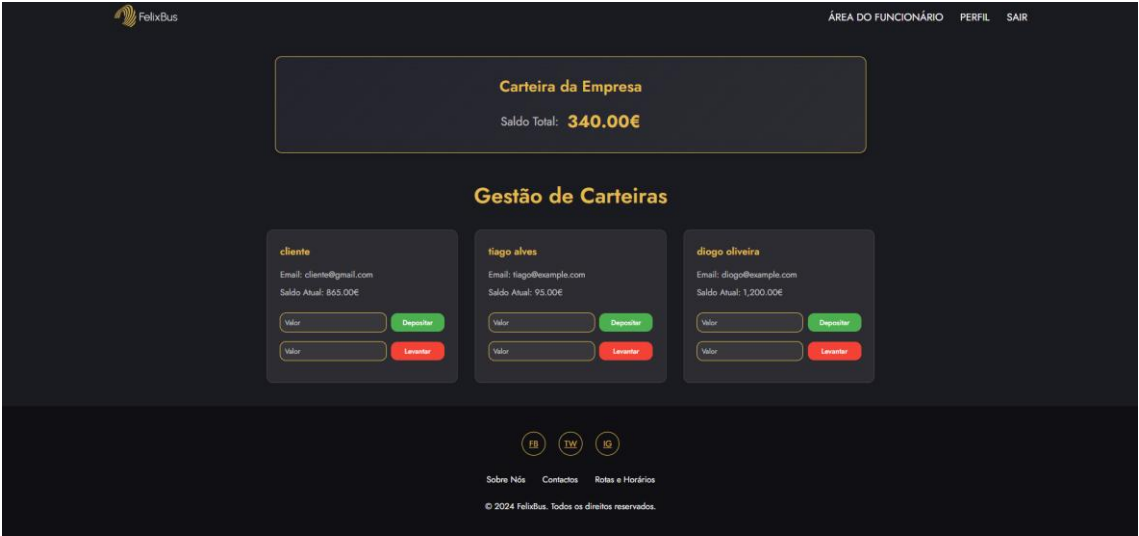 FelixBus
ÁREA DO FUNCIONÁRIO PERFIL SAIR
Carteira da Empresa
Saldo Total: 340.00€
Gestão de Carteiras
cliente
Email: cliente@gmail.com
Saldo Atual: 865.00€
Valor Depositar
Valor Levantar
tiago alves
Email: tiago@example.com
Saldo Atual: 95.00€
Valor Depositar
Valor Levantar
diogo oliveira
Email: diogo@example.com
Saldo Atual: 1,200.00€
Valor Depositar
Valor Levantar
FB TW IG
Sobre Nós Contactos Rotas e Horários
© 2024 FelixBus. Todos os direitos reservados.